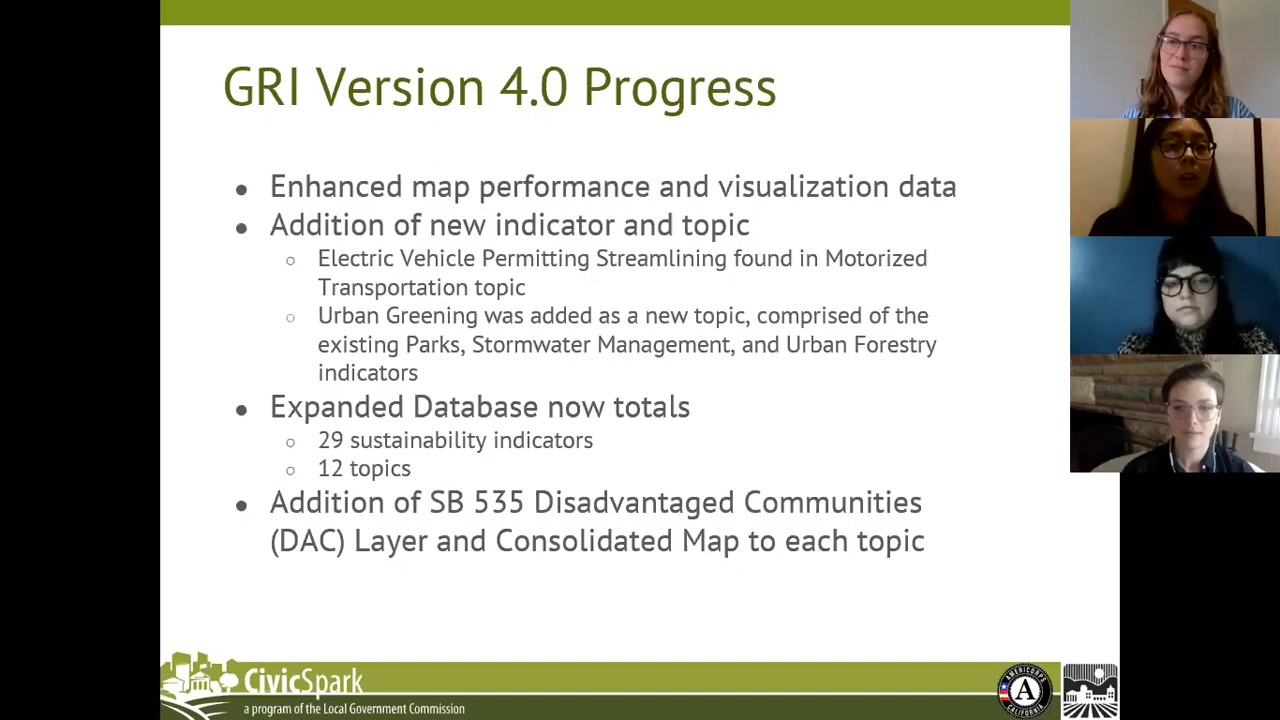 GRI Version 4.0 Progress
● Enhanced map performance and visualization data
● Addition of new indicator and topic
○ Electric Vehicle Permitting Streamlining found in Motorized
Transportation topic
○ Urban Greening was added as a new topic, comprised of the
existing Parks, Stormwater Management, and Urban Forestry
indicators
● Expanded Database now totals
○ 29 sustainability indicators
○ 12 topics
● Addition of SB 535 Disadvantaged Communities
(DAC) Layer and Consolidated Map to each topic
CivicSpark
a program of the Local Government Commission
AMERICORPS
A
CALIFORNIA